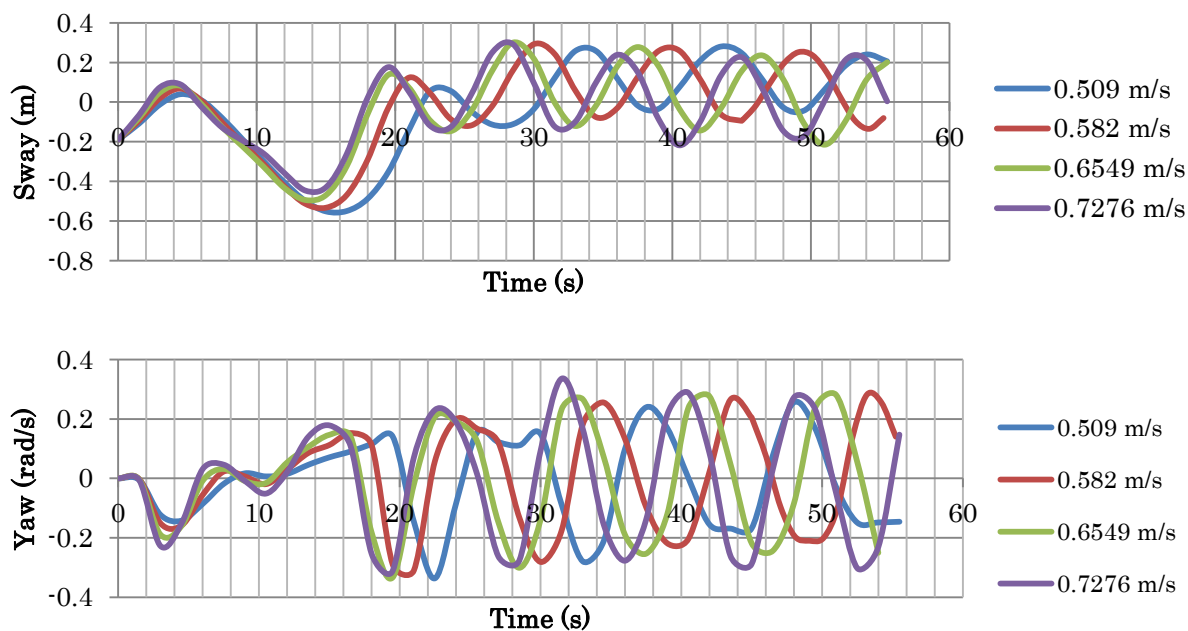 0.4
0.2
0
-0.2
-0.4
-0.6
-0.8
Sway (m)
0 10 20 30 40 50 60
Time (s)
0.509 m/s
0.582 m/s
0.6549 m/s
0.7276 m/s
0.4
0.2
0
-0.2
-0.4
Yaw (rad/s)
0 10 20 30 40 50 60
Time (s)
0.509 m/s
0.582 m/s
0.6549 m/s
0.7276 m/s